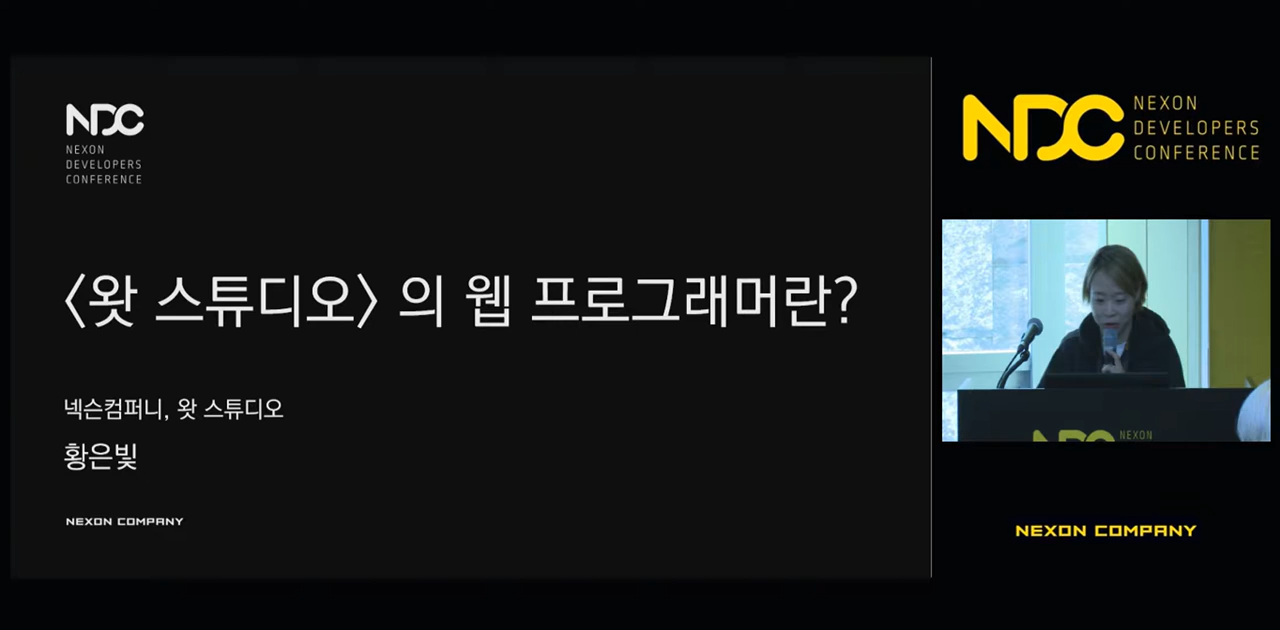 NDC
NEXON
DEVELOPERS
CONFERENCE
〈왓 스튜디오〉 의 웹 프로그래머란?
넥슨컴퍼니, 왓 스튜디오
황은빛
NEXON COMPANY
NDC
NEXON
DEVELOPERS
CONFERENCE
NDC
NEXON
NEXON COMPANY